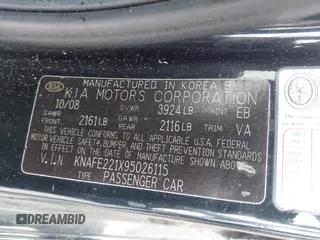 KIA MANUFACTURED IN KOREA BY
KIA MOTORS CORPORATION
10/08 GVWR 3924LB PAINT EB
GAWR FRONT 2161LB GAWR REAR 2116LB TRIM VA
THIS VEHICLE CONFORMS TO ALL APPLICABLE U.S.A. FEDERAL
MOTOR VEHICLE SAFETY, BUMPER, AND THEFT PREVENTION
STANDARDS IN EFFECT ON THE DATE OF MANUFACTURE SHOWN ABOVE
V.I.N KNAFE221X95026115
TYPE: PASSENGER CAR
DREAMBID